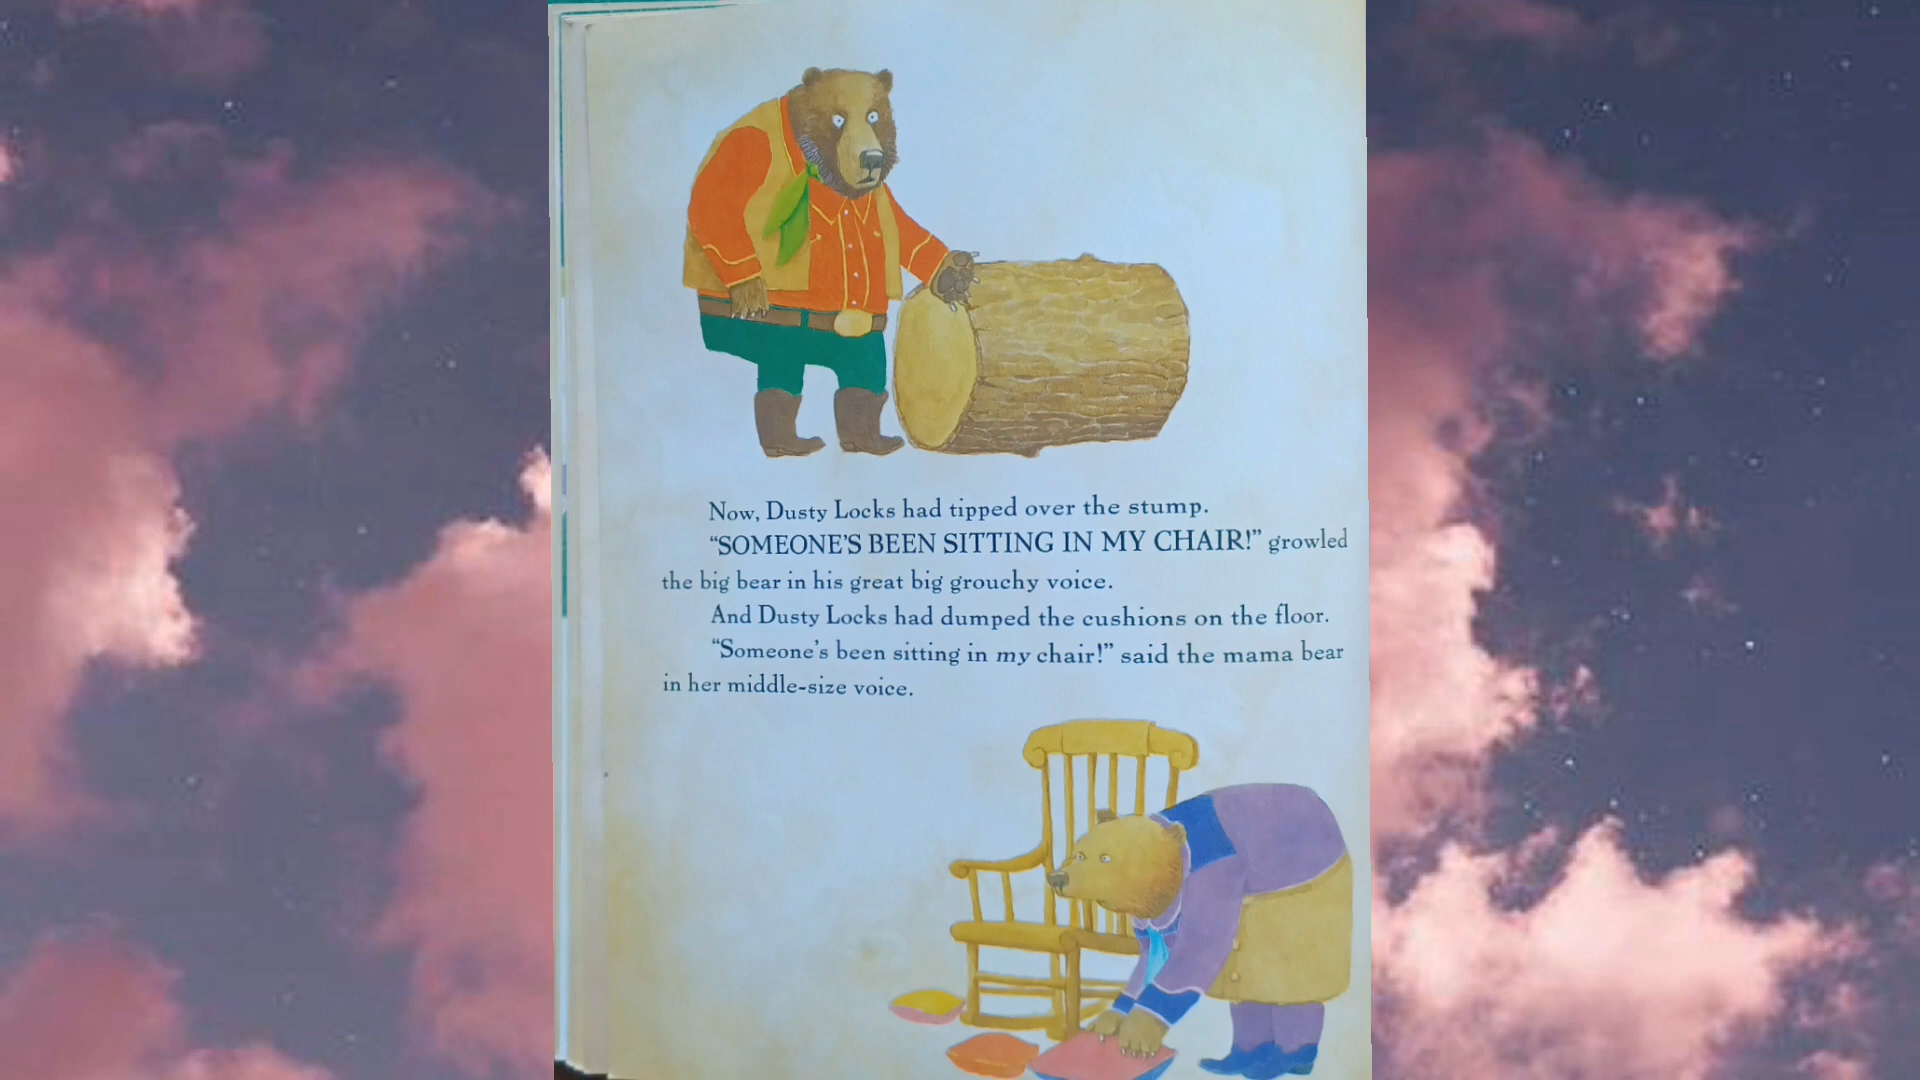 Now, Dusty Locks had tipped over the stump.
“SOMEONE’S BEEN SITTING IN MY CHAIR!” growled
the big bear in his great big grouchy voice.
And Dusty Locks had dumped the cushions on the floor.
“Someone’s been sitting in my chair!” said the mama bear
in her middle-size voice.